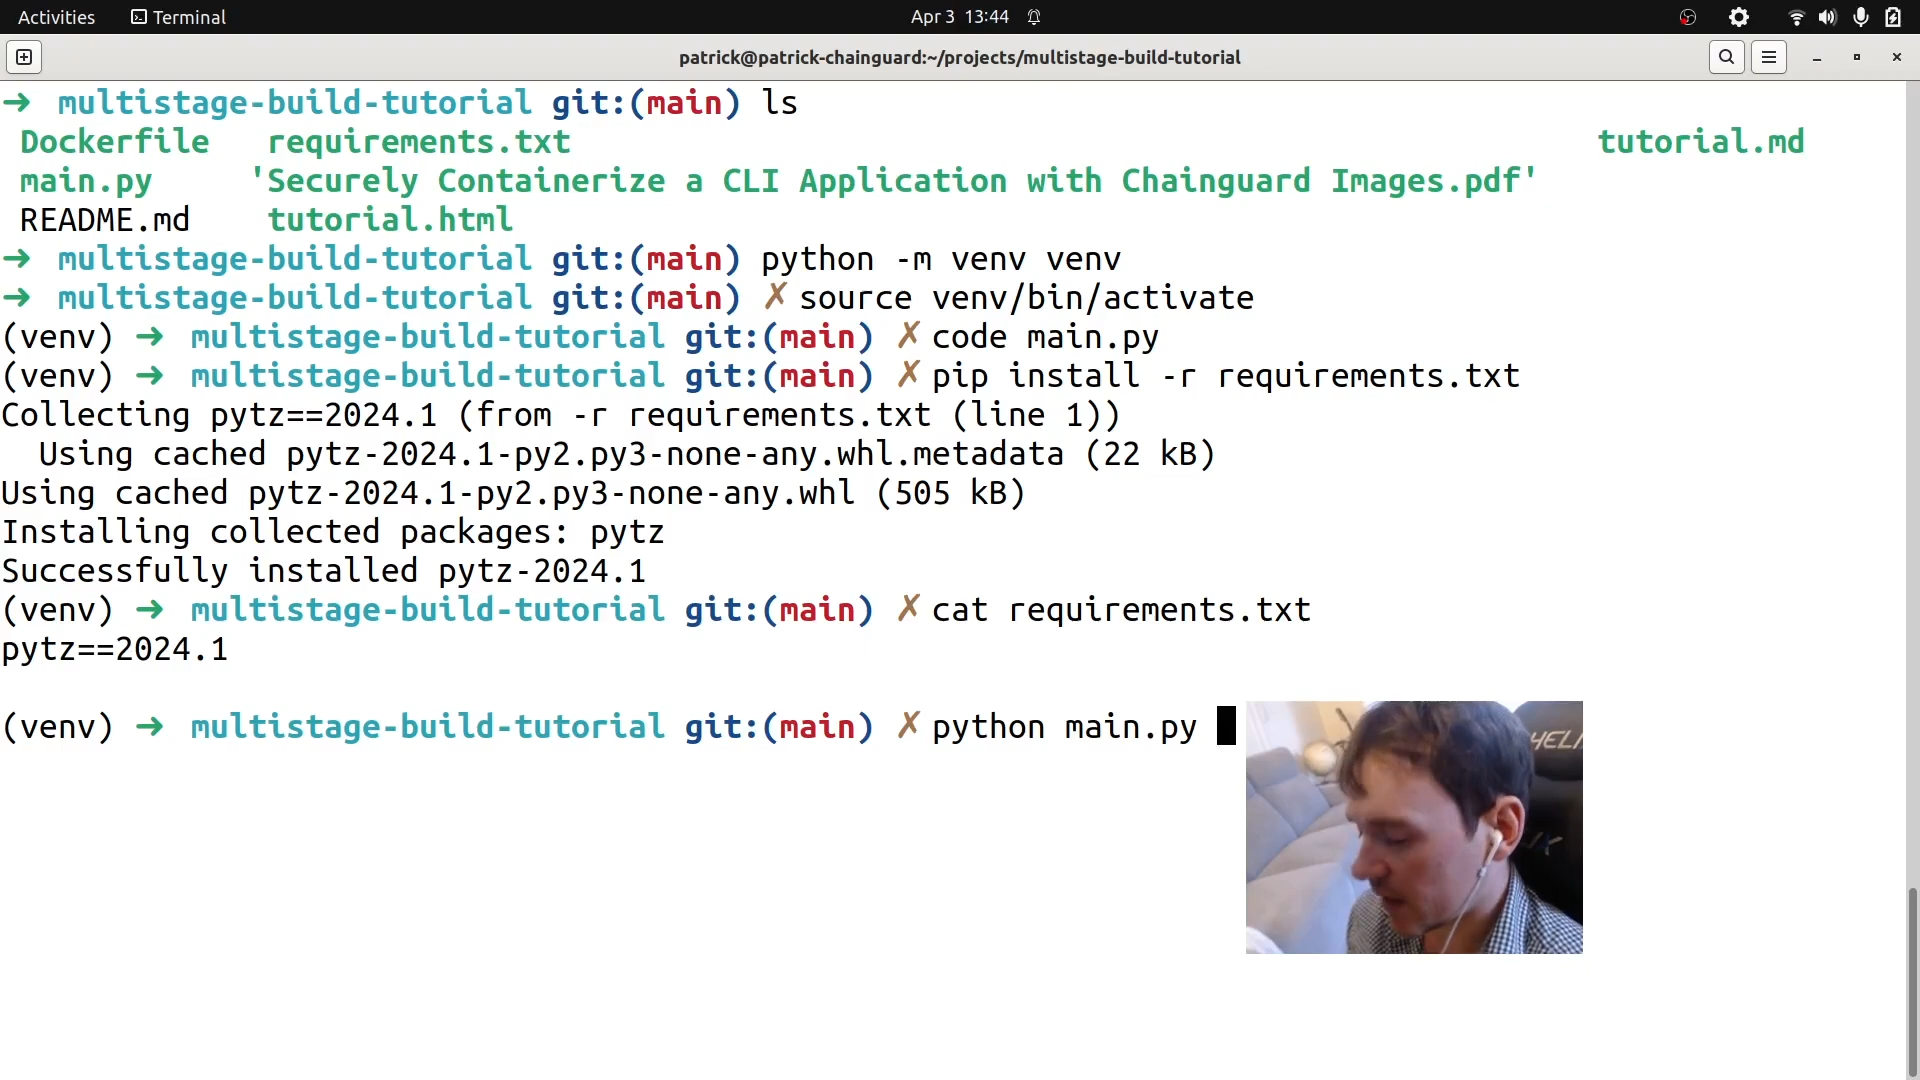 Activities Terminal Apr 3 13:44
patrick@patrick-chainguard:~/projects/multistage-build-tutorial
➜ multistage-build-tutorial git:(main) ls
Dockerfile requirements.txt tutorial.md
main.py 'Securely Containerize a CLI Application with Chainguard Images.pdf'
README.md tutorial.html
➜ multistage-build-tutorial git:(main) python -m venv venv
➜ multistage-build-tutorial git:(main) ✗ source venv/bin/activate
(venv) ➜ multistage-build-tutorial git:(main) ✗ code main.py
(venv) ➜ multistage-build-tutorial git:(main) ✗ pip install -r requirements.txt
Collecting pytz==2024.1 (from -r requirements.txt (line 1))
Using cached pytz-2024.1-py2.py3-none-any.whl.metadata (22 kB)
Using cached pytz-2024.1-py2.py3-none-any.whl (505 kB)
Installing collected packages: pytz
Successfully installed pytz-2024.1
(venv) ➜ multistage-build-tutorial git:(main) ✗ cat requirements.txt
pytz==2024.1
(venv) ➜ multistage-build-tutorial git:(main) ✗ python main.py